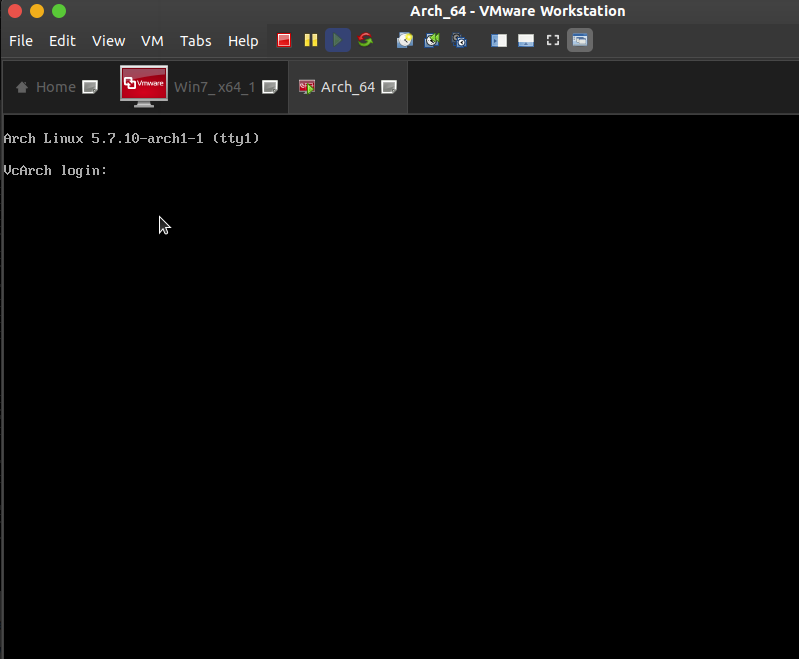 Arch_64 - VMware Workstation
File Edit View VM Tabs Help
Home Vmware Win7_x64_1 Arch_64
Arch Linux 5.7.10-arch1-1 (tty1)
VcArch login: